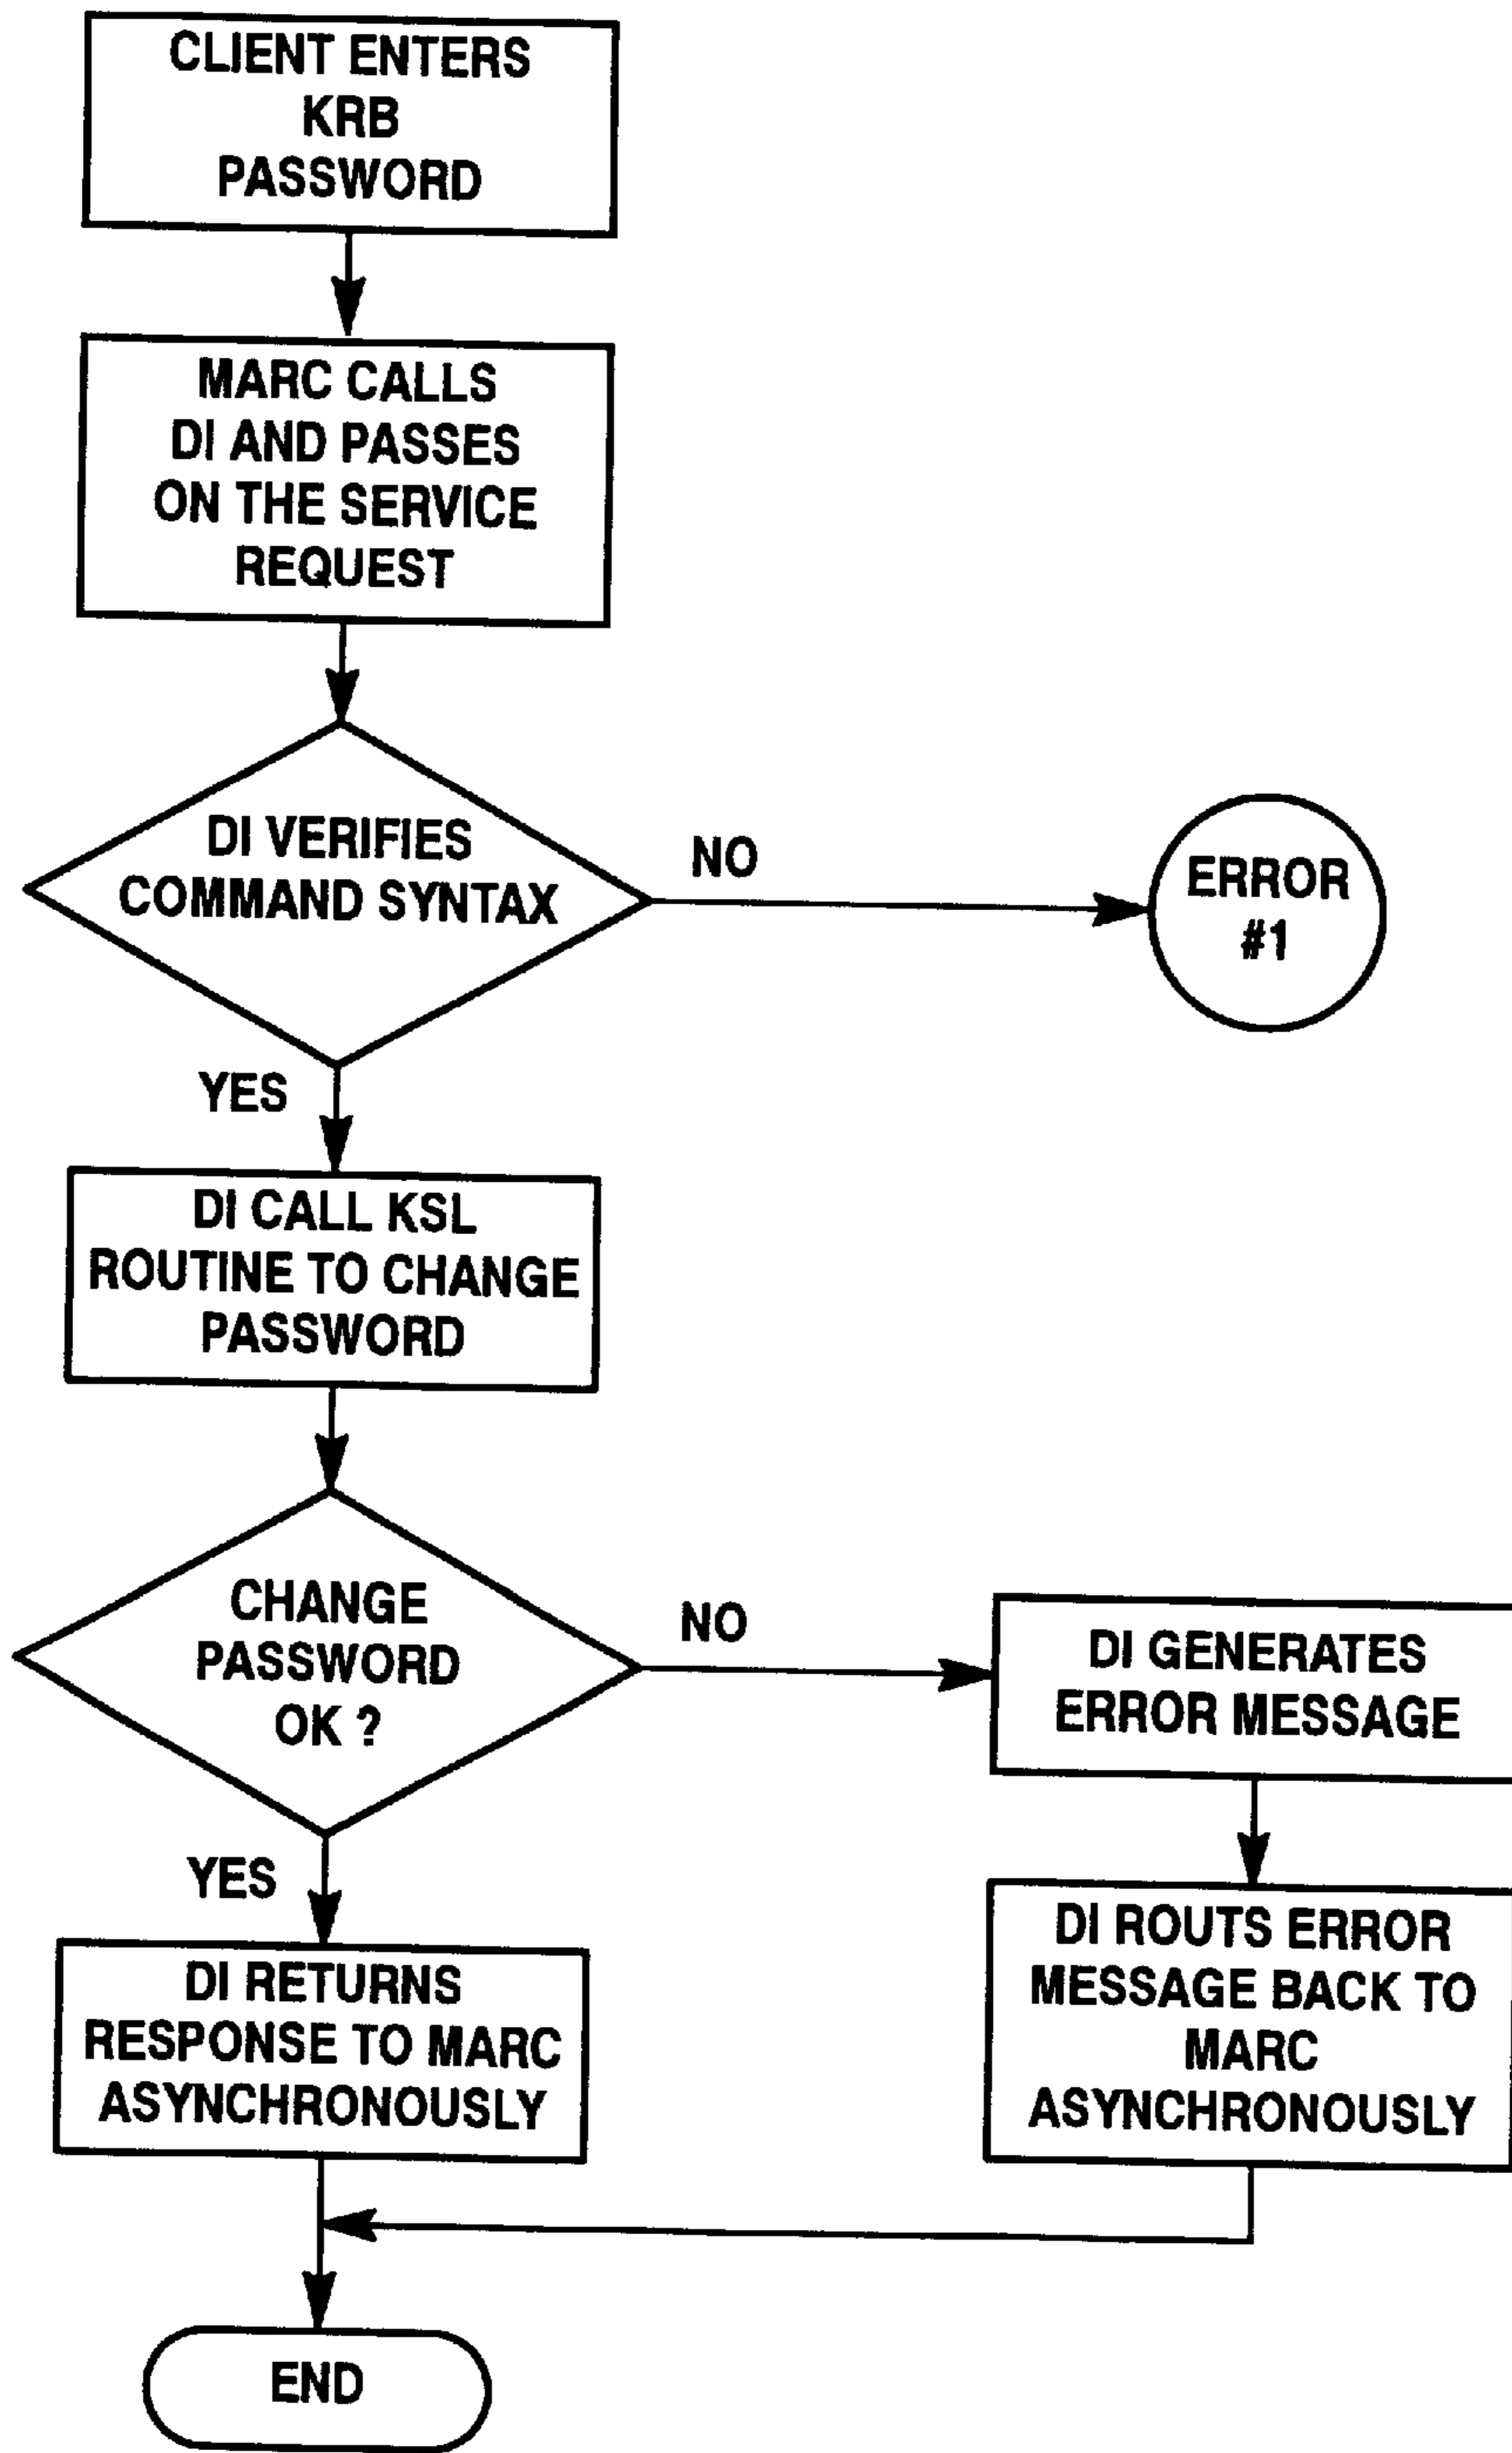 CLIENT ENTERS
KRB
PASSWORD
MARC CALLS
DI AND PASSES
ON THE SERVICE
REQUEST
DI VERIFIES
COMMAND SYNTAX
NO
ERROR
#1
YES
DI CALL KSL
ROUTINE TO CHANGE
PASSWORD
CHANGE
PASSWORD
OK ?
NO
DI GENERATES
ERROR MESSAGE
YES
DI RETURNS
RESPONSE TO MARC
ASYNCHRONOUSLY
DI ROUTS ERROR
MESSAGE BACK TO
MARC
ASYNCHRONOUSLY
END